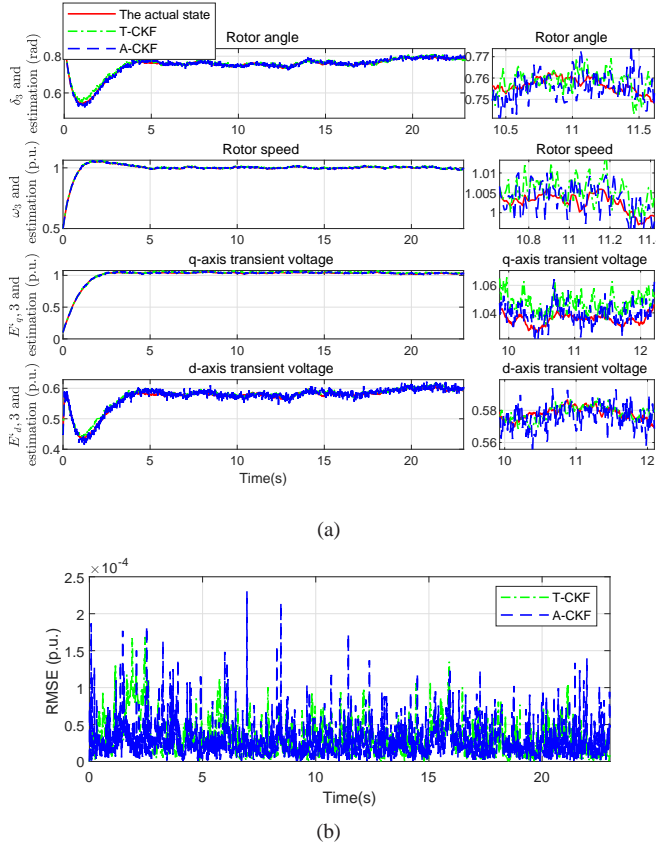 The actual state
T-CKF
A-CKF
Rotor angle
δ3 and
estimation (rad)
0.8
0.6
0 5 10 15 20
Rotor angle
0.77
0.76
0.75
10.5 11 11.5
Rotor speed
ω3 and
estimation (p.u.)
1
0.5
0 5 10 15 20
Rotor speed
1.01
1.005
1
10.8 11 11.2 11.4
q-axis transient voltage
E'q, 3 and
estimation (p.u.)
1
0.5
0
0 5 10 15 20
q-axis transient voltage
1.06
1.04
10 11 12
d-axis transient voltage
E'd, 3 and
estimation (p.u.)
0.6
0.5
0.4
0 5 10 15 20
Time(s)
d-axis transient voltage
0.58
0.56
10 11 12
(a)
×10-4
RMSE (p.u.)
2.5
2
1.5
1
0.5
0
0 5 10 15 20
Time(s)
T-CKF
A-CKF
(b)